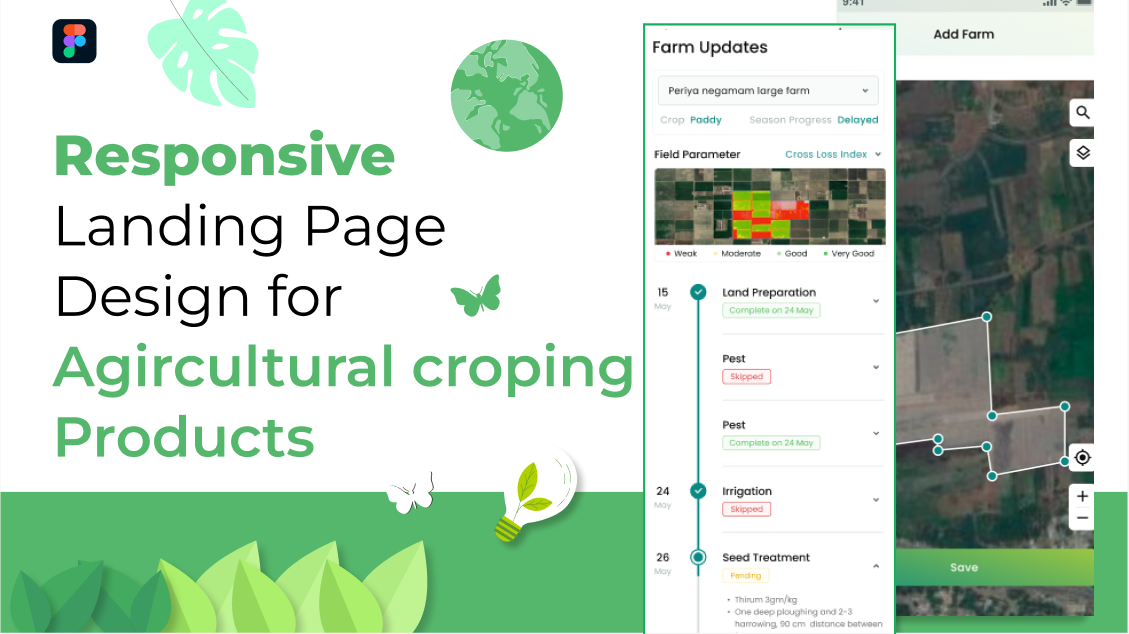 Responsive
Landing Page
Design for
Agircultural croping
Products
Farm Updates
Periya negamam large farm
Crop Paddy Season Progress Delayed
Field Parameter Cross Loss Index
Weak Moderate Good Very Good
15 Land Preparation
May Complete on 24 May
Pest
Skipped
Pest
Complete on 24 May
24 Irrigation
May Skipped
26 Seed Treatment
May Pending
• Thirum 3gm/kg
• One deep ploughing and 2-3
harrowing, 90 cm distance between
9:41
Add Farm
+
−
Save